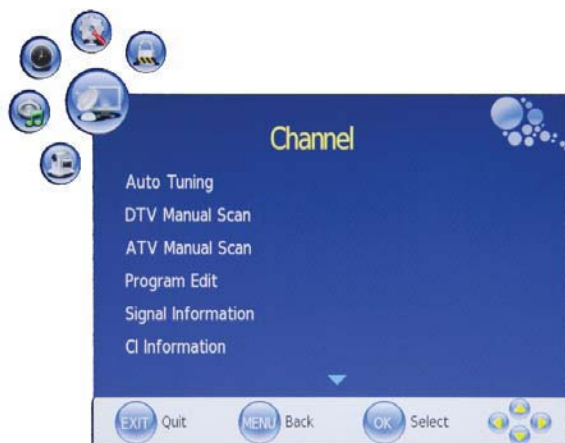 Channel
Auto Tuning
DTV Manual Scan
ATV Manual Scan
Program Edit
Signal Information
CI Information
EXIT Quit MENU Back OK Select